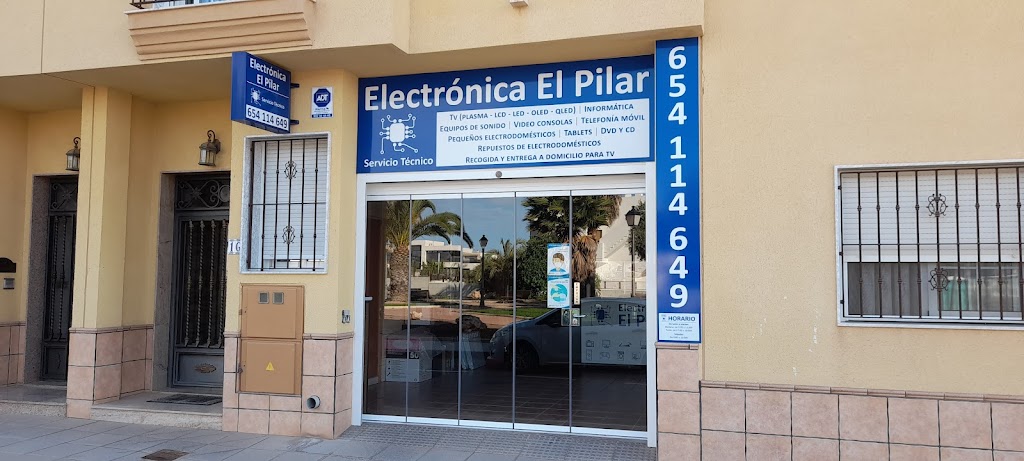 Electrónica
El Pilar
Servicio Técnico
654 114 649
ADT
Electrónica El Pilar
Servicio Técnico
TV (PLASMA - LCD - LED - OLED - QLED) | INFORMÁTICA
EQUIPOS DE SONIDO | VIDEO CONSOLAS | TELEFONÍA MÓVIL
PEQUEÑOS ELECTRODOMÉSTICOS | TABLETS | DVD Y CD
REPUESTOS DE ELECTRODOMÉSTICOS
RECOGIDA Y ENTREGA A DOMICILIO PARA TV
654 114 649
HORARIO